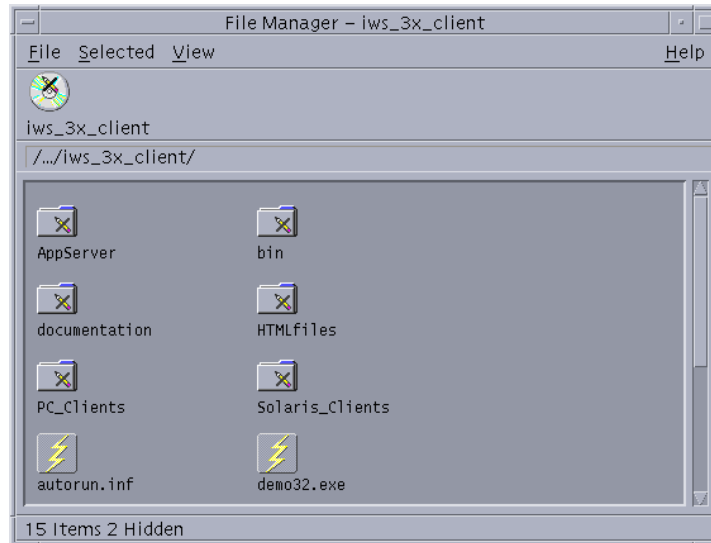 File Manager – iws_3x_client
File Selected View Help
iws_3x_client
/…/iws_3x_client/
AppServer bin
documentation HTMLfiles
PC_Clients Solaris_Clients
autorun.inf demo32.exe
15 Items 2 Hidden